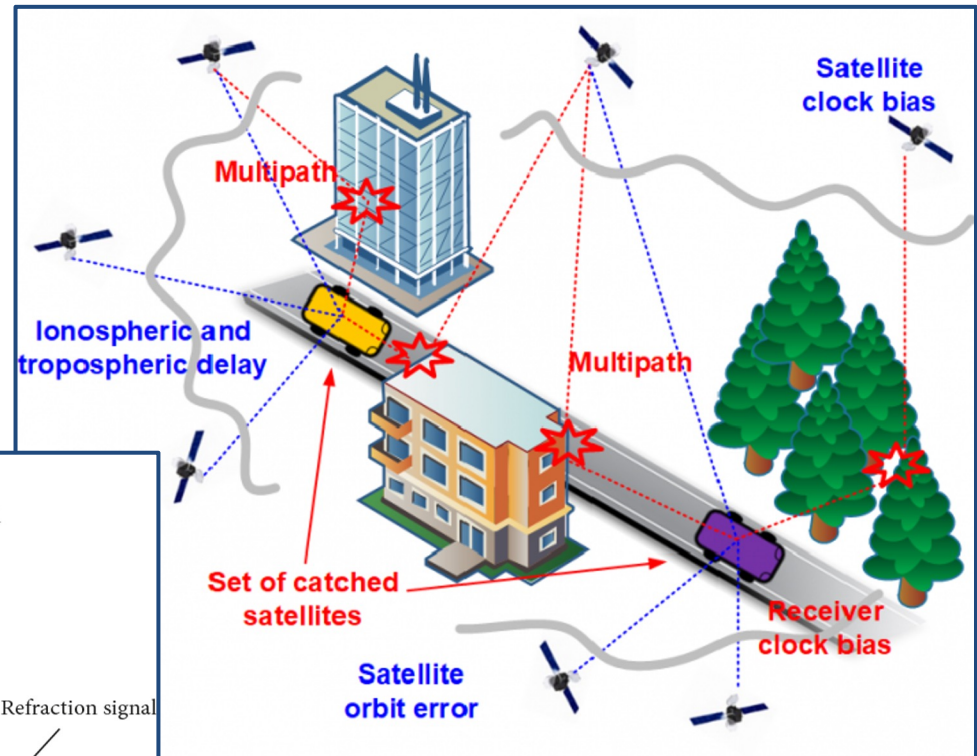 Satellite
clock bias
Multipath
Ionospheric and
tropospheric delay
Multipath
Set of catched
satellites
Receiver
clock bias
Satellite
orbit error
Refraction signal